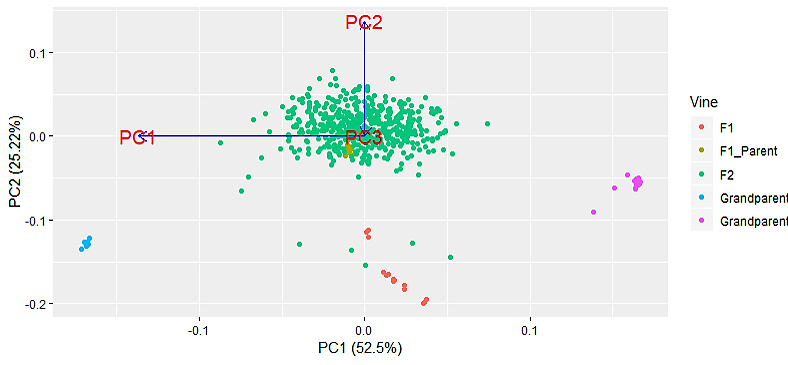 PC2
0.1
0.0
-0.1
-0.2
PC2 (25.22%)
PC1
PC3
-0.1
0.0
0.1
PC1 (52.5%)
Vine
F1
F1_Parent
F2
Grandparent
Grandparent